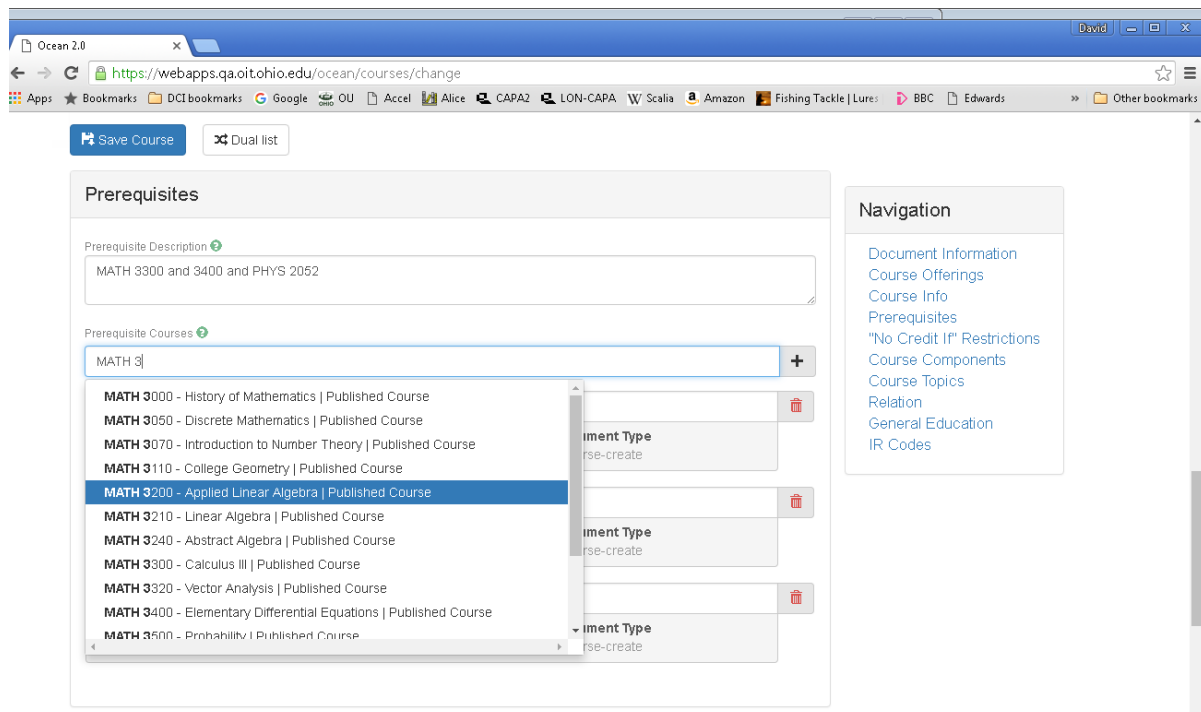 David
Ocean 2.0
https://webapps.qa.oit.ohio.edu/ocean/courses/change
Apps Bookmarks DCI bookmarks Google OU Accel Alice CAPA2 LON-CAPA Scalia Amazon Fishing Tackle | Lures BBC Edwards » Other bookmarks
Save Course Dual list
Prerequisites
Prerequisite Description
MATH 3300 and 3400 and PHYS 2052
Prerequisite Courses
MATH 3
MATH 3000 - History of Mathematics | Published Course
MATH 3050 - Discrete Mathematics | Published Course
MATH 3070 - Introduction to Number Theory | Published Course
MATH 3110 - College Geometry | Published Course
MATH 3200 - Applied Linear Algebra | Published Course
MATH 3210 - Linear Algebra | Published Course
MATH 3240 - Abstract Algebra | Published Course
MATH 3300 - Calculus III | Published Course
MATH 3320 - Vector Analysis | Published Course
MATH 3400 - Elementary Differential Equations | Published Course
MATH 3500 - Probability | Published Course
ument Type
rse-create
ument Type
rse-create
ument Type
rse-create
Navigation
Document Information
Course Offerings
Course Info
Prerequisites
"No Credit If" Restrictions
Course Components
Course Topics
Relation
General Education
IR Codes